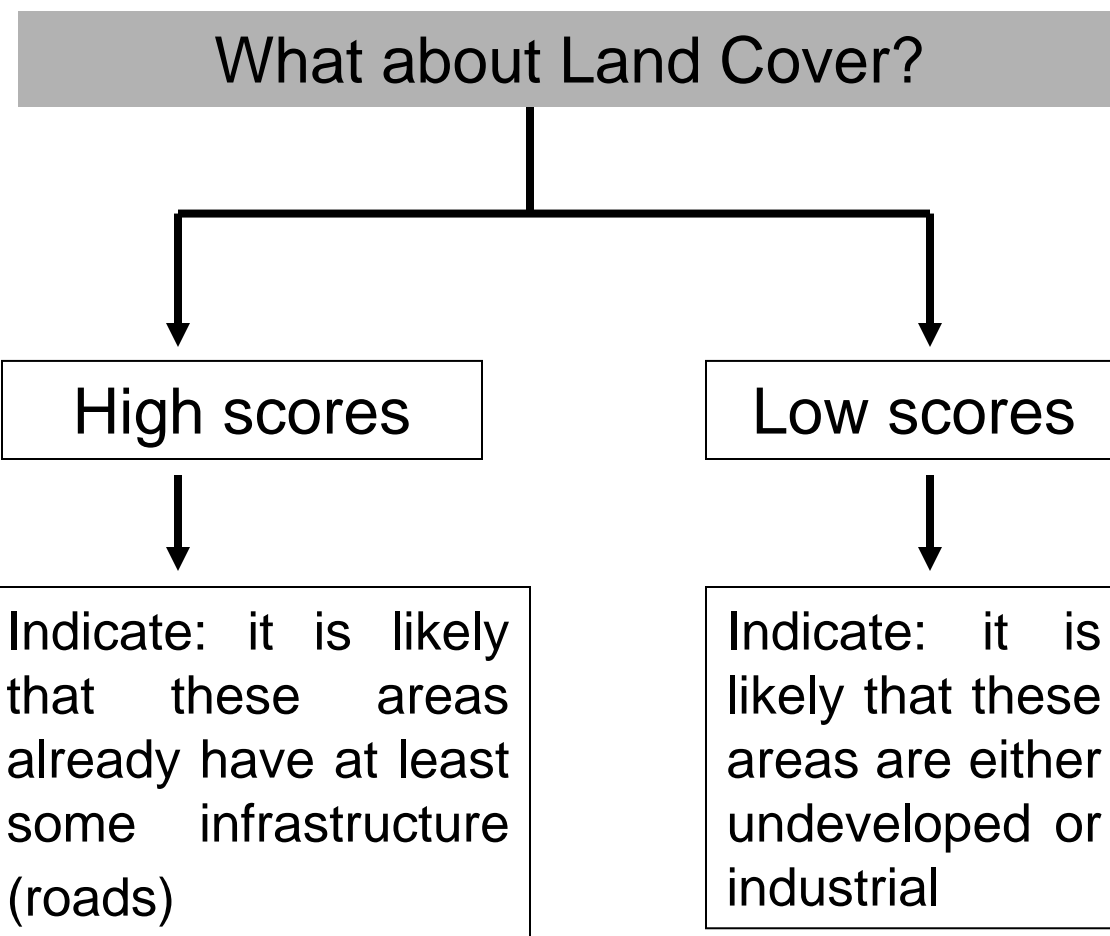 What about Land Cover?
High scores
Low scores
Indicate: it is likely
that these areas
already have at least
some infrastructure
(roads)
Indicate: it is
likely that these
areas are either
undeveloped or
industrial